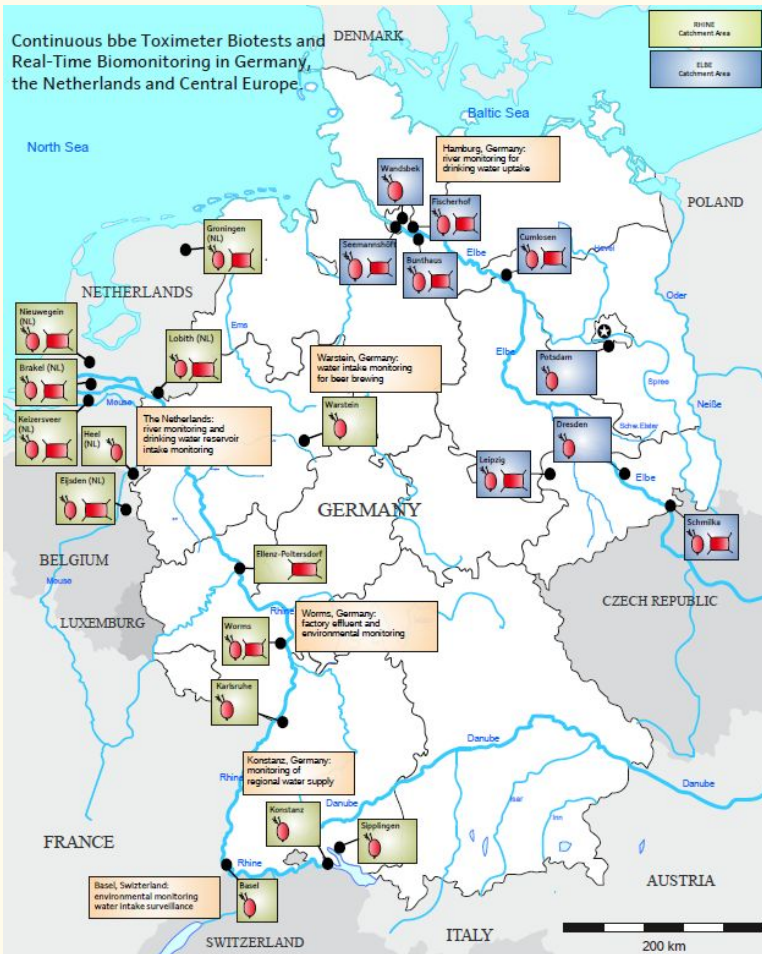 Continuous bbe Toximeter Biotests and
Real-Time Biomonitoring in Germany,
the Netherlands and Central Europe.
DENMARK
RHINE
Catchment Area
ELBE
Catchment Area
Baltic Sea
North Sea
Hamburg, Germany:
river monitoring for
drinking water uptake
Wandsbek
Fischerhof
POLAND
Groningen
(NL)
Seemannshöft
Bunthaus
Elbe
Cumlosen
Havel
NETHERLANDS
Oder
Nieuwegein
(NL)
Lobith (NL)
Ems
Elbe
Brakel (NL)
Warstein, Germany:
water intake monitoring
for beer brewing
Potsdam
Spree
Meuse
Neiße
Keizersveer
(NL)
The Netherlands:
river monitoring and
drinking water reservoir
intake monitoring
Warstein
Heel
(NL)
Schw.Elster
Dresden
Leipzig
Elbe
Eijsden (NL)
GERMANY
Schmilka
BELGIUM
Ellenz-Poltersdorf
Meuse
CZECH REPUBLIC
LUXEMBURG
Rhine
Worms, Germany:
factory effluent and
environmental monitoring
Worms
Karlsruhe
Danube
Konstanz, Germany:
monitoring of
regional water supply
Rhine
Danube
Danube
Konstanz
Sipplingen
Isar
Inn
FRANCE
Rhine
Basel, Swizterland:
environmental monitoring
water intake surveillance
Basel
AUSTRIA
SWITZERLAND
ITALY
200 km